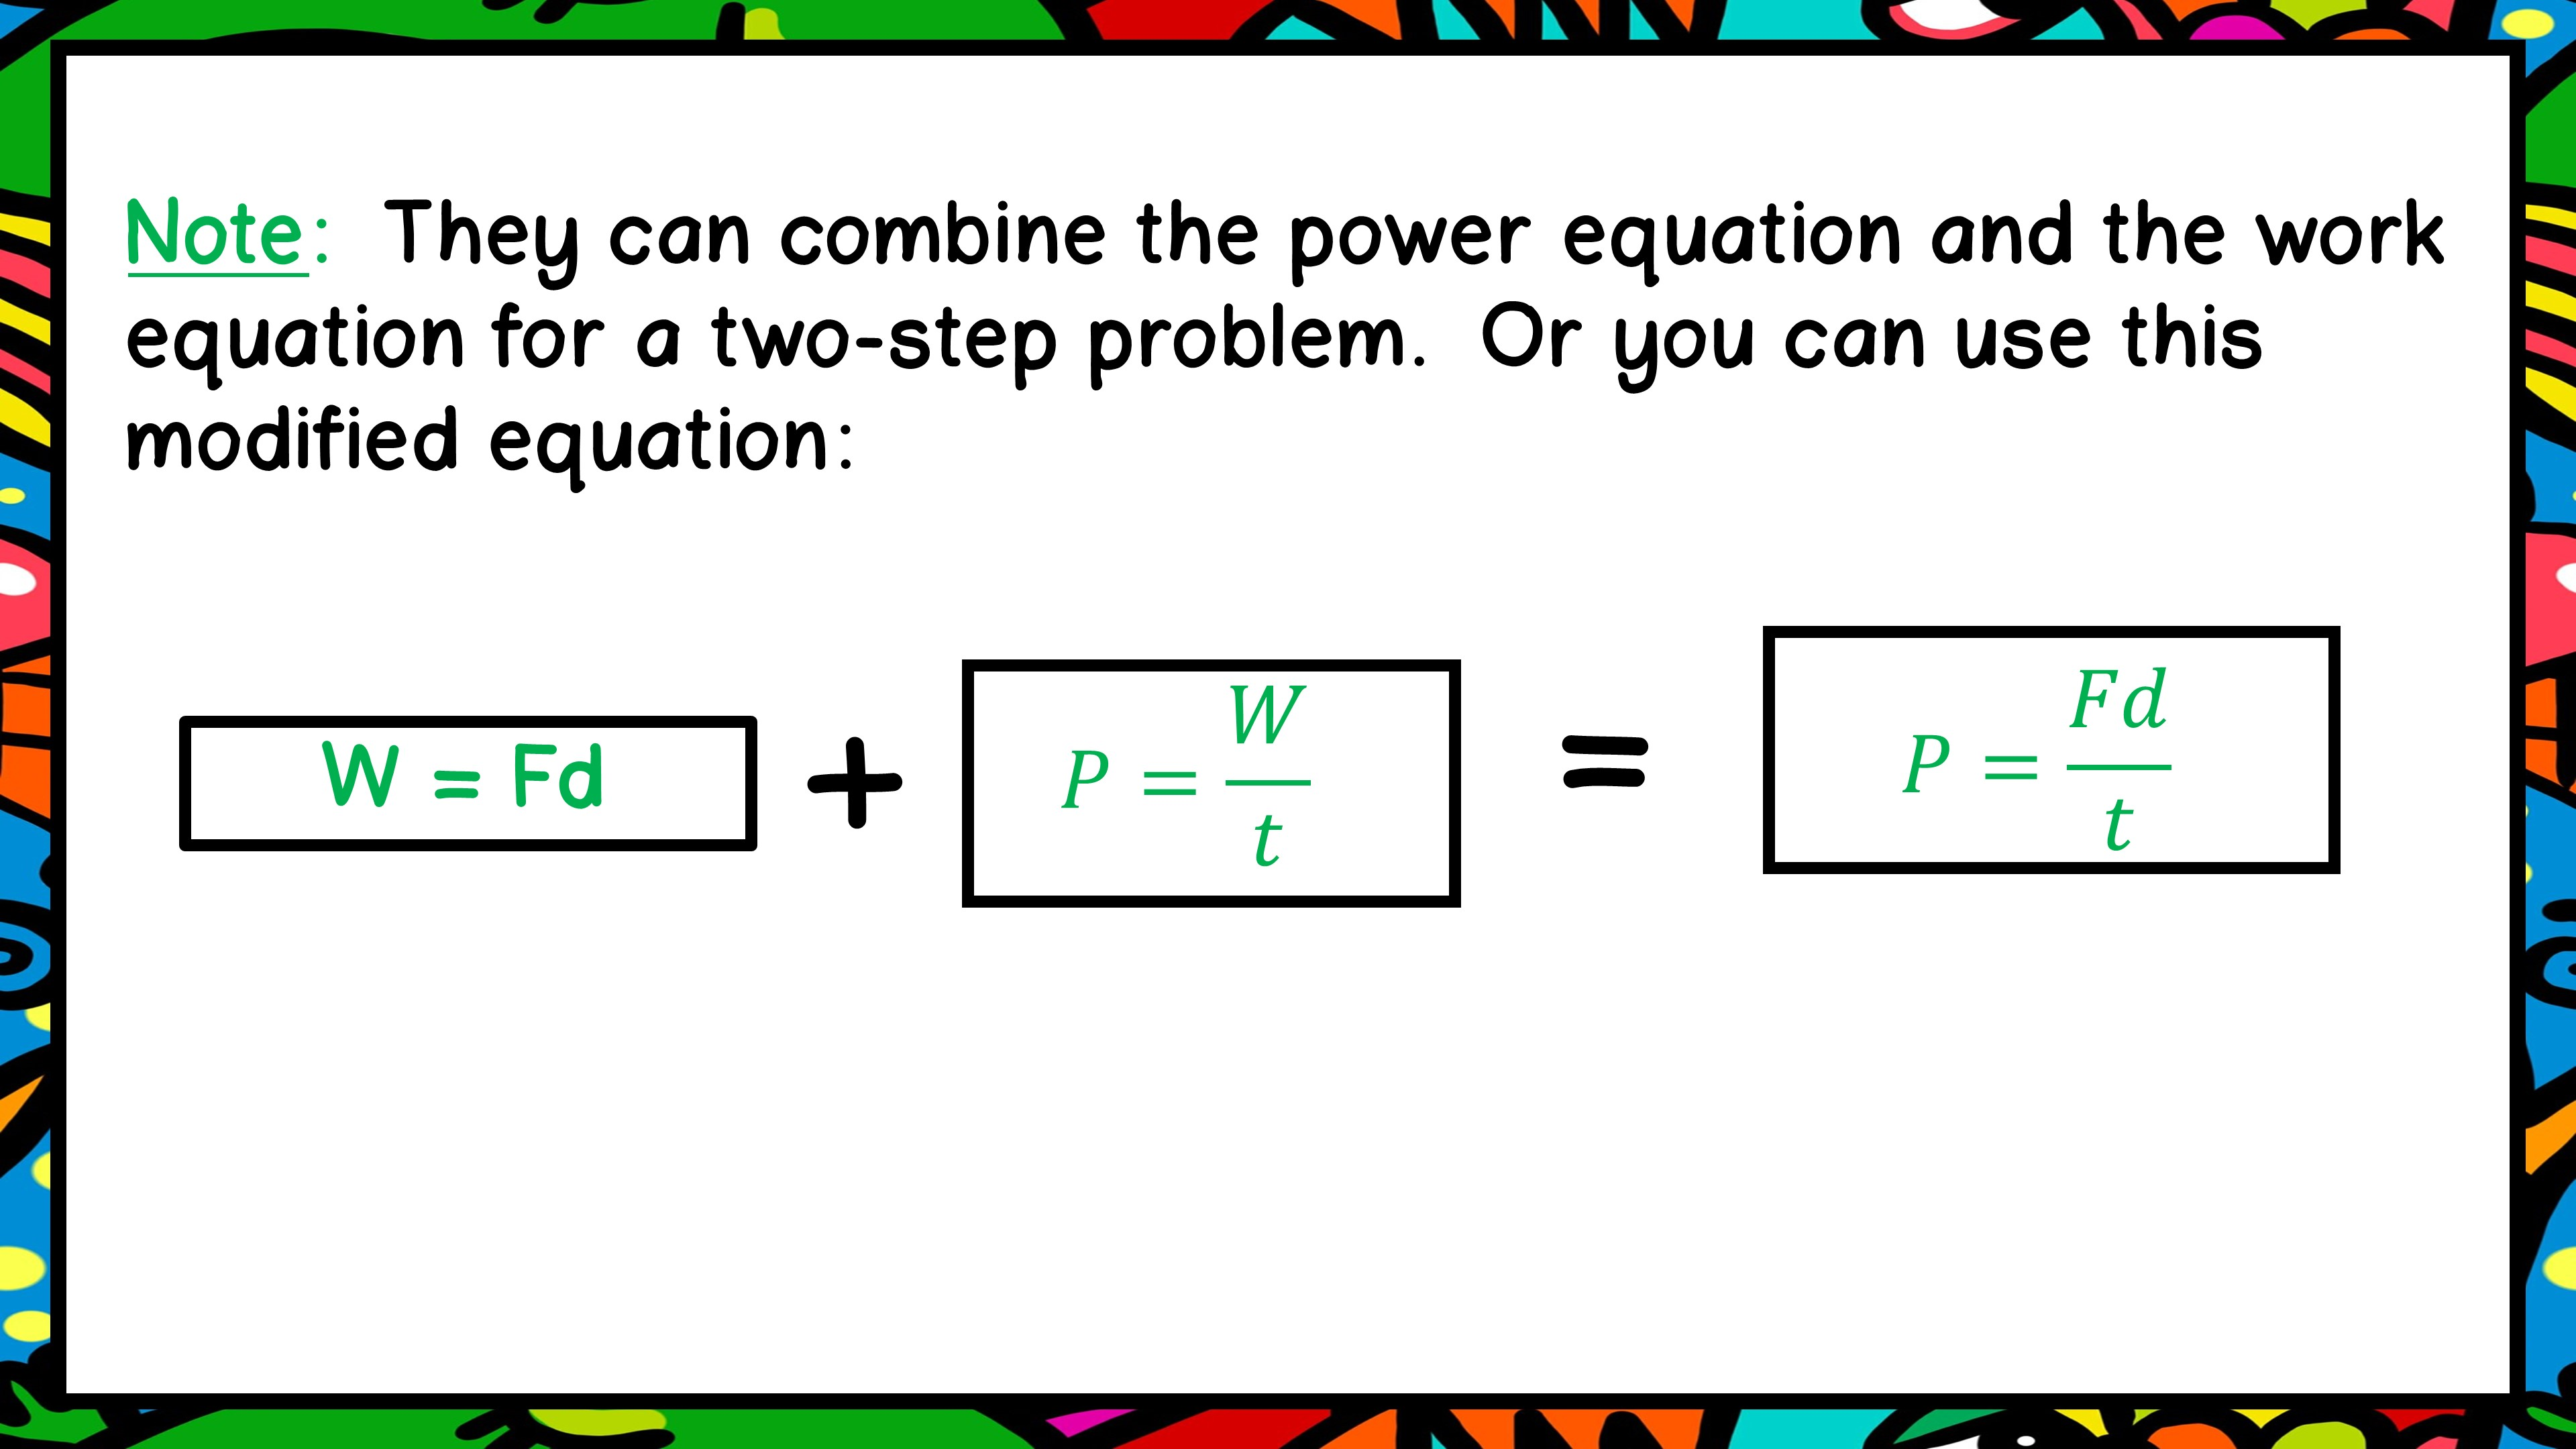 Note:  They can combine the power equation and the work
equation for a two-step problem.  Or you can use this
modified equation:
W = Fd + P = W/t = P = Fd/t